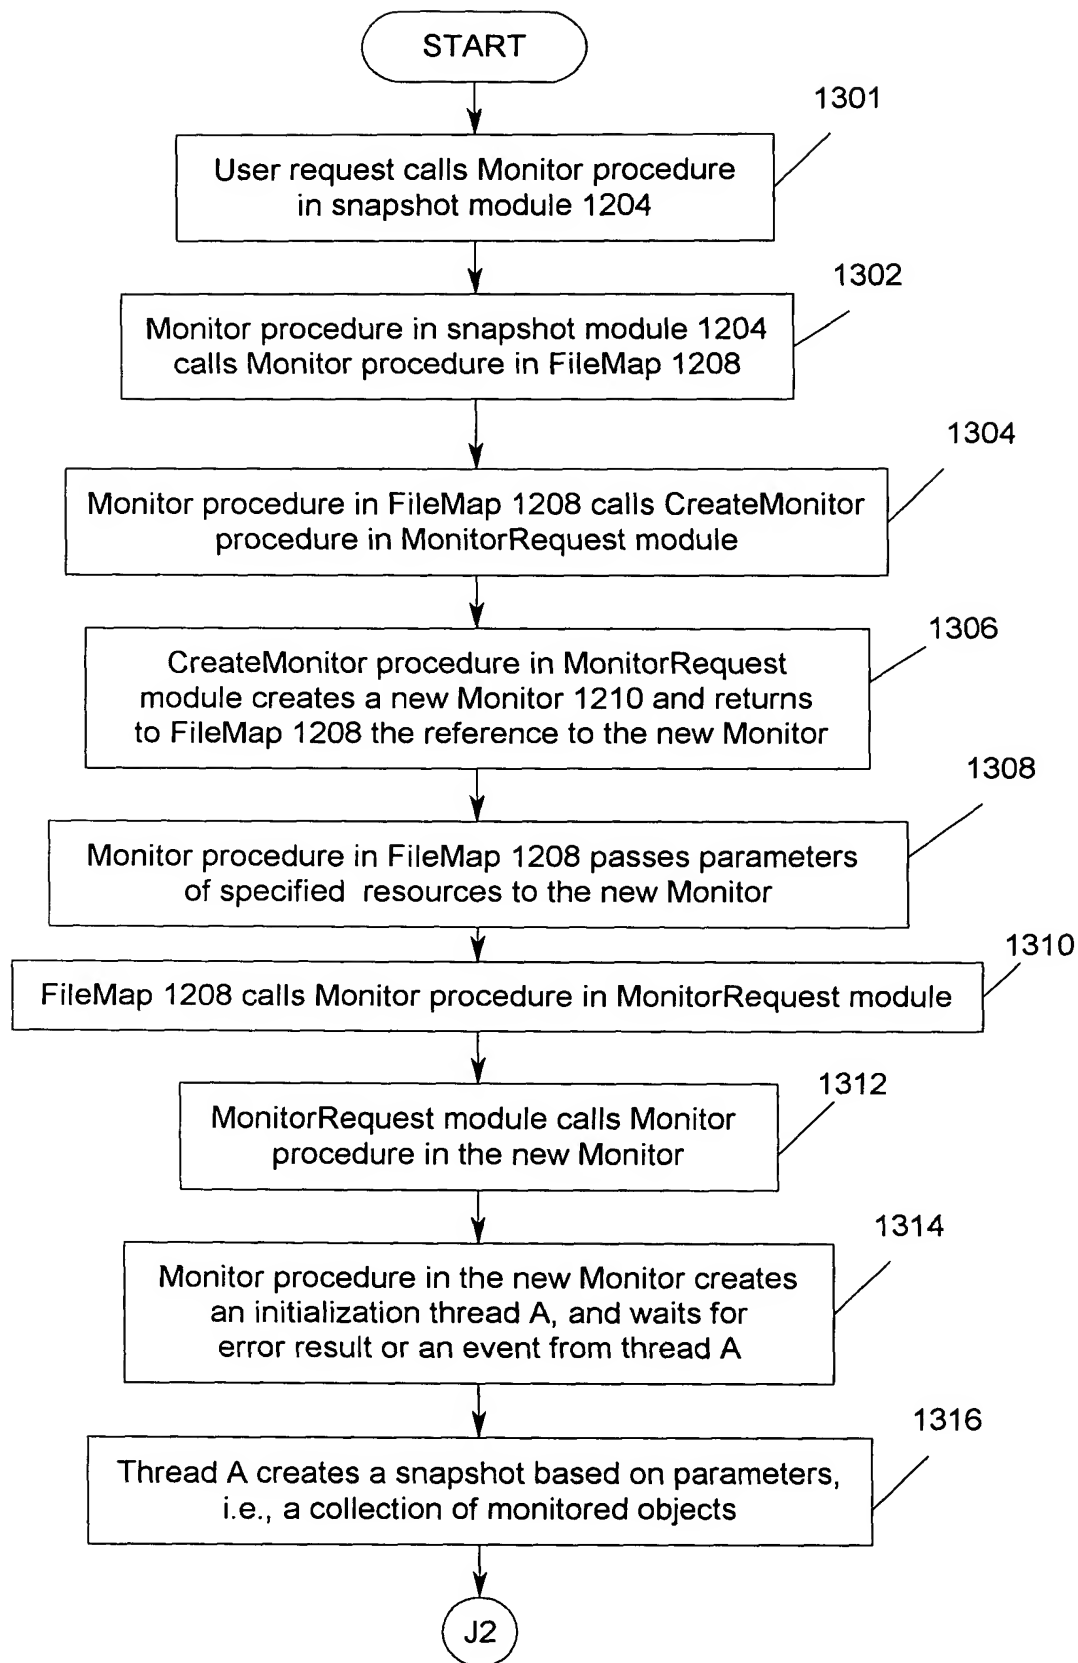 START
1301
User request calls Monitor procedure
in snapshot module 1204
1302
Monitor procedure in snapshot module 1204
calls Monitor procedure in FileMap 1208
1304
Monitor procedure in FileMap 1208 calls CreateMonitor
procedure in MonitorRequest module
1306
CreateMonitor procedure in MonitorRequest
module creates a new Monitor 1210 and returns
to FileMap 1208 the reference to the new Monitor
1308
Monitor procedure in FileMap 1208 passes parameters
of specified resources to the new Monitor
1310
FileMap 1208 calls Monitor procedure in MonitorRequest module
1312
MonitorRequest module calls Monitor
procedure in the new Monitor
1314
Monitor procedure in the new Monitor creates
an initialization thread A, and waits for
error result or an event from thread A
1316
Thread A creates a snapshot based on parameters,
i.e., a collection of monitored objects
J2